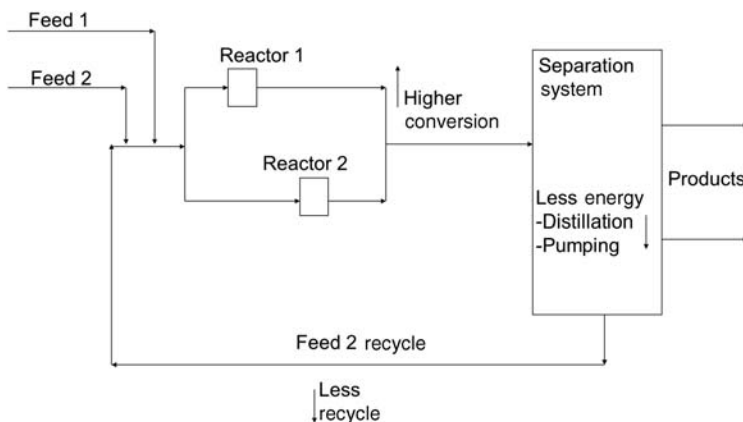 Feed 1
Feed 2
Reactor 1
Reactor 2
Higher
conversion
Separation
system
Less energy
-Distillation
-Pumping
Products
Feed 2 recycle
Less
recycle